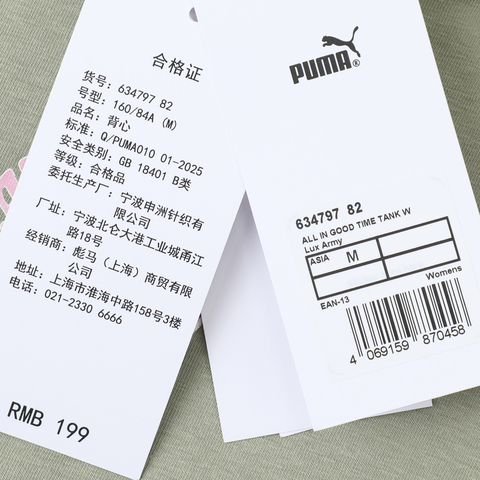 合格证
货号: 634797 82
号型: 160/84A (M)
品名: 背心
标准: Q/PUMA010 01-2025
安全类别: GB 18401 B类
等级: 合格品
委托生产厂: 宁波申洲针织有
限公司
厂址: 宁波北仑大港工业城甬江
路18号
经销商: 彪马（上海）商贸有限
公司
地址: 上海市淮海中路158号3楼
电话: 021-2330 6666
RMB 199
PUMA®
634797 82
ALL IN GOOD TIME TANK W
Lux Army
ASIA M
Womens
EAN-13
4 069159 870458